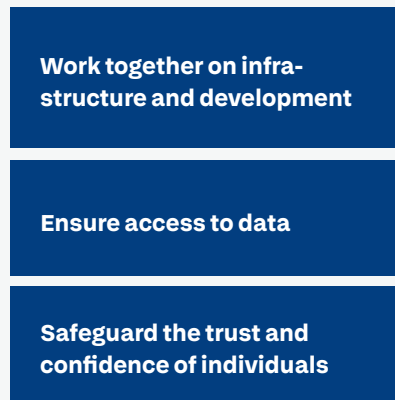 Work together on infra-
structure and development
Ensure access to data
Safeguard the trust and
confidence of individuals